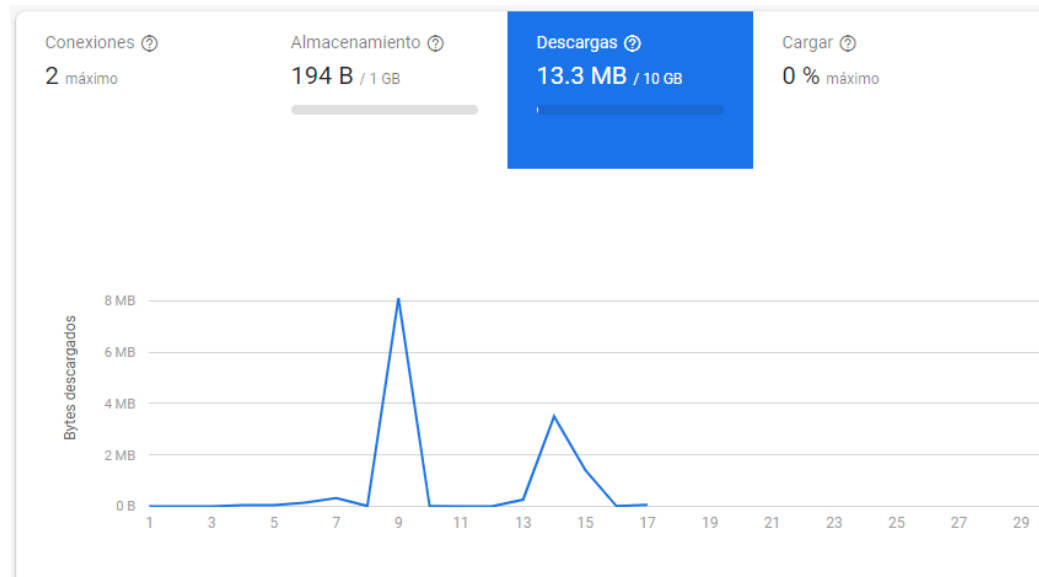 Conexiones
2 máximo
Almacenamiento
194 B / 1 GB
Descargas
13.3 MB / 10 GB
Cargar
0 % máximo
Bytes descargados
8 MB
6 MB
4 MB
2 MB
0 B
1 3 5 7 9 11 13 15 17 19 21 23 25 27 29